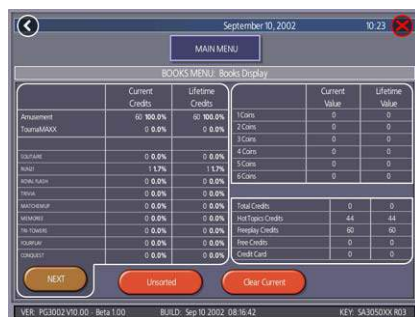 September 10, 2002
10:23
MAIN MENU
BOOKS MENU: Books Display
Current Credits Lifetime Credits
Amusement 60 100.0% 60 100.0%
TournaMAXX 0 0.0% 0 0.0%
SOLITAIRE 0 0.0% 0 0.0%
RUN21 1 1.7% 1 1.7%
ROYAL FLASH 0 0.0% 0 0.0%
TRIVIA 0 0.0% 0 0.0%
MATCHEM'UP 0 0.0% 0 0.0%
MEMORIES 0 0.0% 0 0.0%
TRI-TOWERS 0 0.0% 0 0.0%
FOURPLAY 0 0.0% 0 0.0%
CONQUEST 0 0.0% 0 0.0%
Current Value Lifetime Value
1 Coins 0 0
2 Coins 0 0
3 Coins 0 0
4 Coins 0 0
5 Coins 0 0
6 Coins 0 0
Total Credits 0 0
HotTopics Credits 44 44
Freeplay Credits 60 60
Free Credits 0 0
Credit Card 0 0
NEXT
Unsorted
Clear Current
VER: PG3002 V10.00 - Beta 1.00 BUILD: Sep 10 2002 08:16:42 KEY: SA3050XX R03